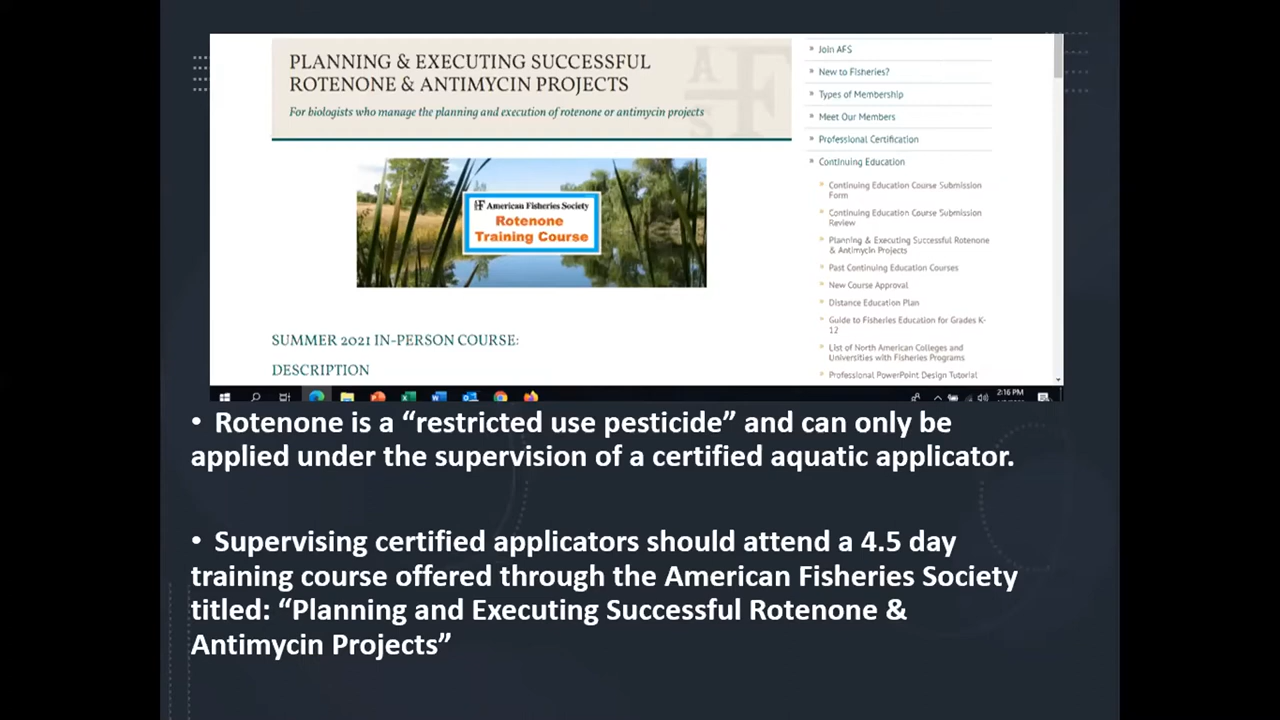 PLANNING & EXECUTING SUCCESSFUL
ROTENONE & ANTIMYCIN PROJECTS
For biologists who manage the planning and execution of rotenone or antimycin projects
American Fisheries Society
Rotenone
Training Course
SUMMER 2021 IN-PERSON COURSE:
DESCRIPTION
» Join AFS
» New to Fisheries?
» Types of Membership
» Meet Our Members
» Professional Certification
» Continuing Education
» Continuing Education Course Submission
Form
» Continuing Education Course Submission
Review
» Planning & Executing Successful Rotenone
& Antimycin Projects
» Past Continuing Education Courses
» New Course Approval
» Distance Education Plan
» Guide to Fisheries Education for Grades K-
12
» List of North American Colleges and
Universities with Fisheries Programs
» Professional PowerPoint Design Tutorial
2:16 PM
• Rotenone is a “restricted use pesticide” and can only be
applied under the supervision of a certified aquatic applicator.
• Supervising certified applicators should attend a 4.5 day
training course offered through the American Fisheries Society
titled: “Planning and Executing Successful Rotenone &
Antimycin Projects”